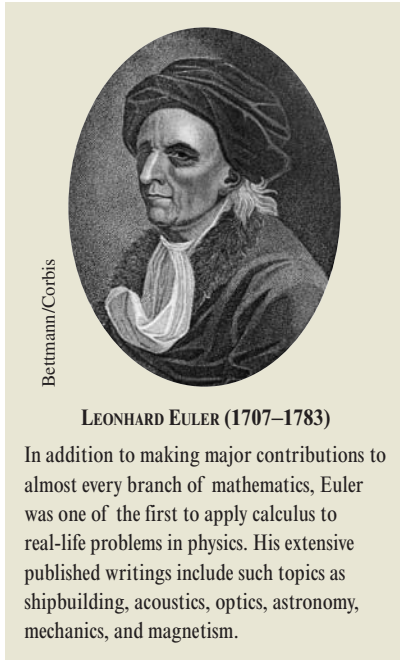 Bettmann/Corbis
LEONHARD EULER (1707–1783)
In addition to making major contributions to
almost every branch of mathematics, Euler
was one of the first to apply calculus to
real-life problems in physics. His extensive
published writings include such topics as
shipbuilding, acoustics, optics, astronomy,
mechanics, and magnetism.